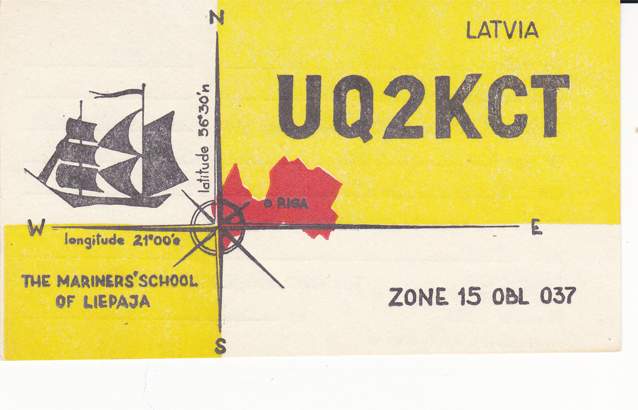 N
LATVIA
UQ2KCT
latitude 56°30'n
RIGA
W
E
longitude 21°00'e
THE MARINERS' SCHOOL
OF LIEPAJA
ZONE 15 OBL 037
S